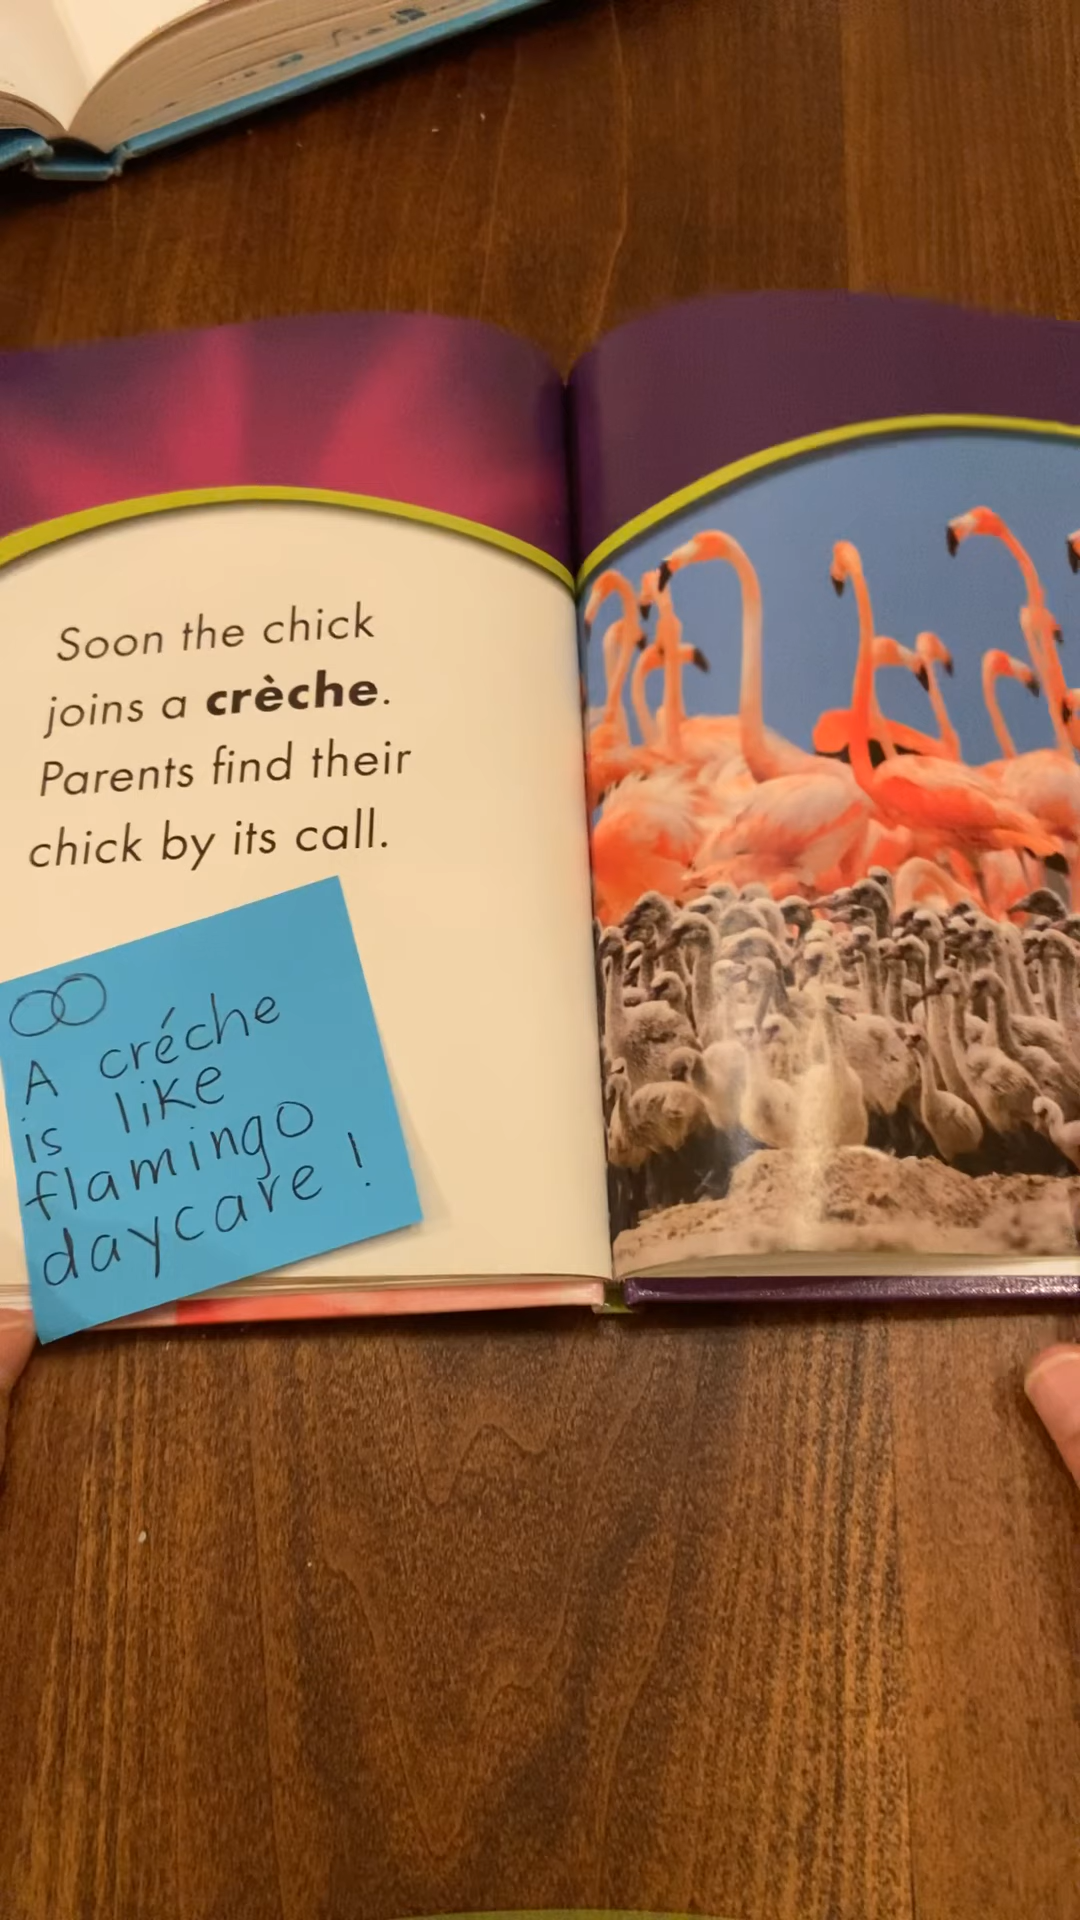 Soon the chick
joins a crèche.
Parents find their
chick by its call.
A créche
is like
flamingo
daycare!